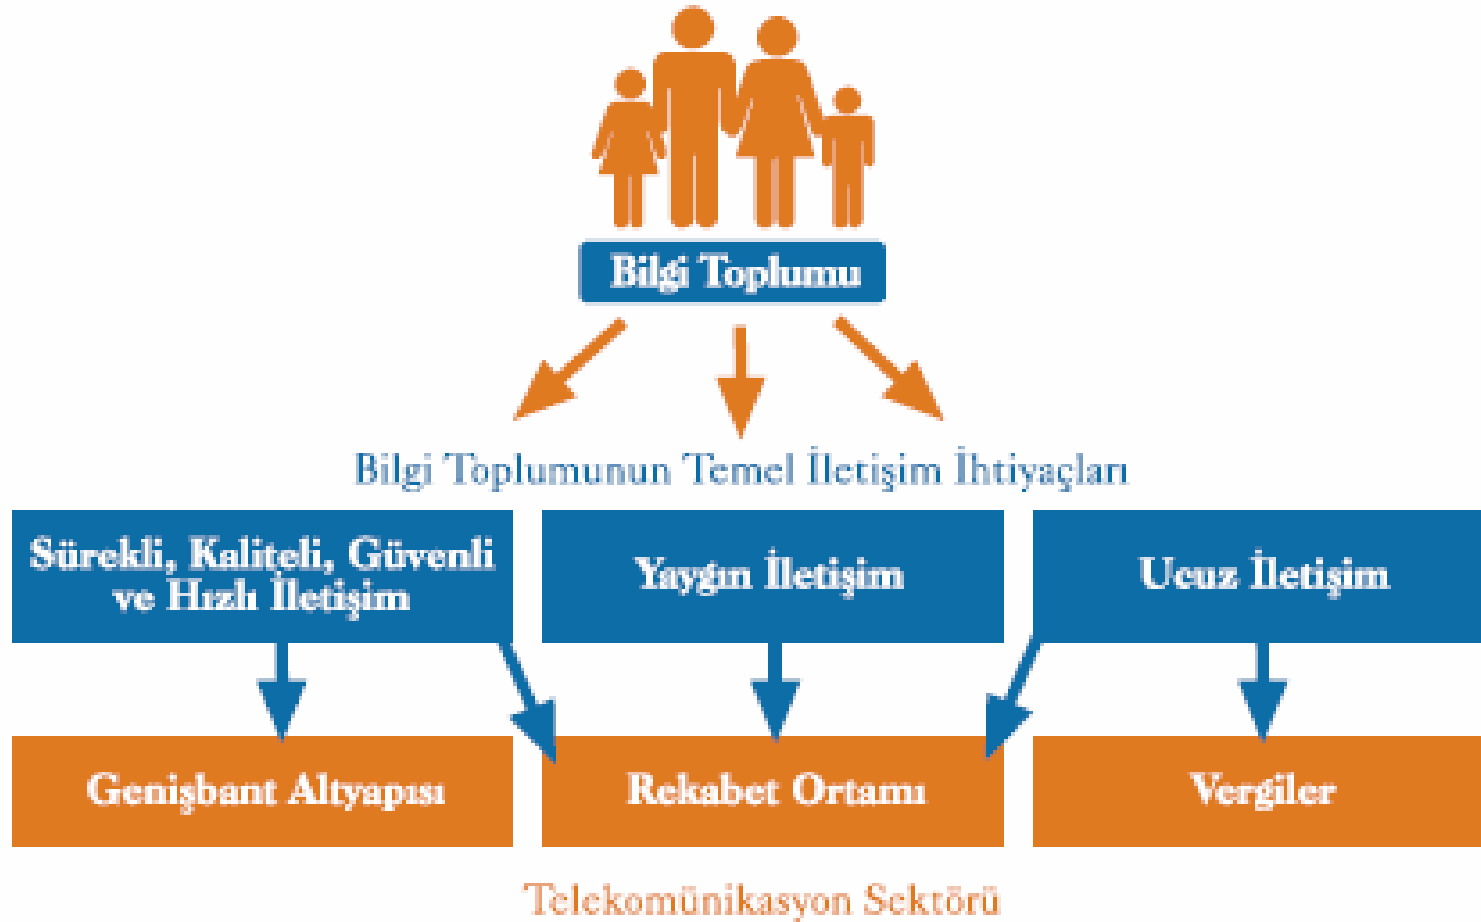 Bilgi Toplumu
Bilgi Toplumunun Temel İletişim İhtiyaçları
Sürekli, Kaliteli, Güvenli
ve Hızlı İletişim
Yaygın İletişim
Ucuz İletişim
Genişbant Altyapısı
Rekabet Ortamı
Vergiler
Telekomünikasyon Sektörü